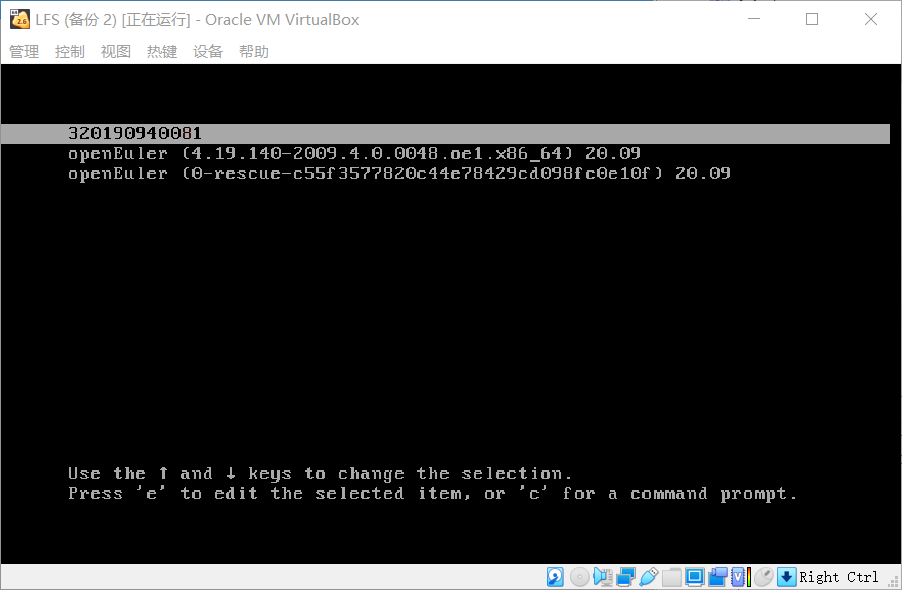 LFS (备份 2) [正在运行] - Oracle VM VirtualBox
管理 控制 视图 热键 设备 帮助
320190940081
openEuler (4.19.140-2009.4.0.0048.oe1.x86_64) 20.09
openEuler (0-rescue-c55f3577820c44e78429cd098fc0e10f) 20.09
Use the ↑ and ↓ keys to change the selection.
Press 'e' to edit the selected item, or 'c' for a command prompt.
Right Ctrl